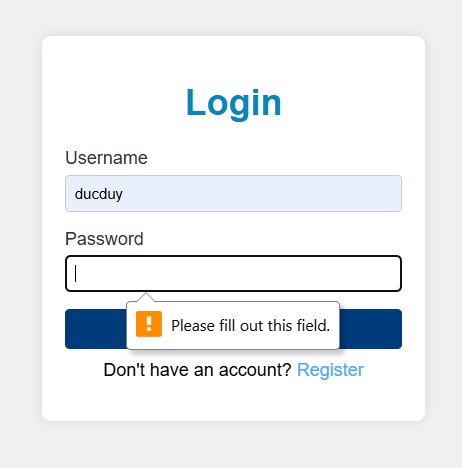 Login
Username
ducduy
Password
Please fill out this field.
Don't have an account? Register